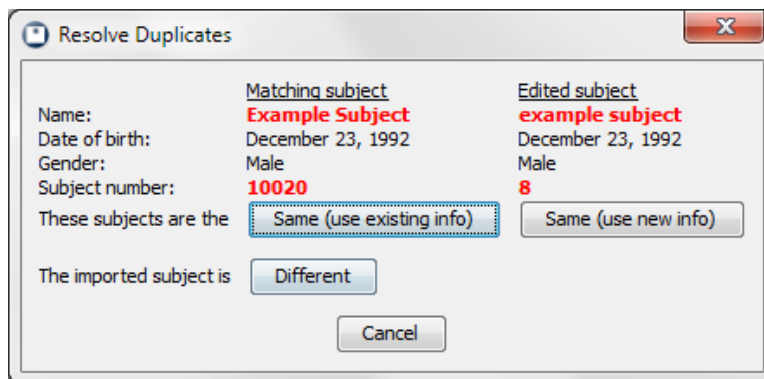 Resolve Duplicates
Matching subject Edited subject
Name: Example Subject example subject
Date of birth: December 23, 1992 December 23, 1992
Gender: Male Male
Subject number: 10020 8
These subjects are the Same (use existing info) Same (use new info)
The imported subject is Different
Cancel